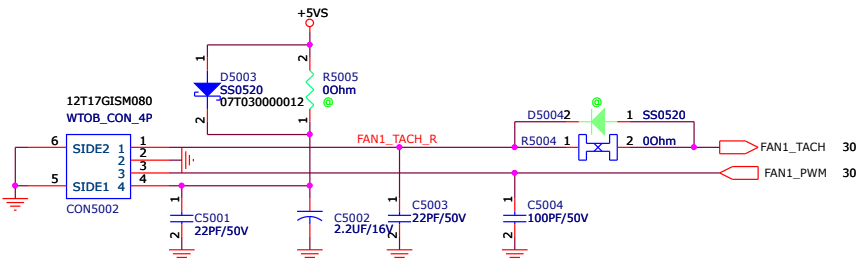 +5VS
1
2
D5003
SS0520
07T030000012
2
1
R5005
0Ohm
@
12T17GISM080
WTOB_CON_4P
6
5
SIDE2
SIDE1
1
2
3
4
1
2
3
4
CON5002
FAN1_TACH_R
@
D5004
2
1
SS0520
R5004
1
2
0Ohm
FAN1_TACH
30
FAN1_PWM
30
1
2
C5001
22PF/50V
1
2
C5002
2.2UF/16V
1
2
C5003
22PF/50V
1
2
C5004
100PF/50V